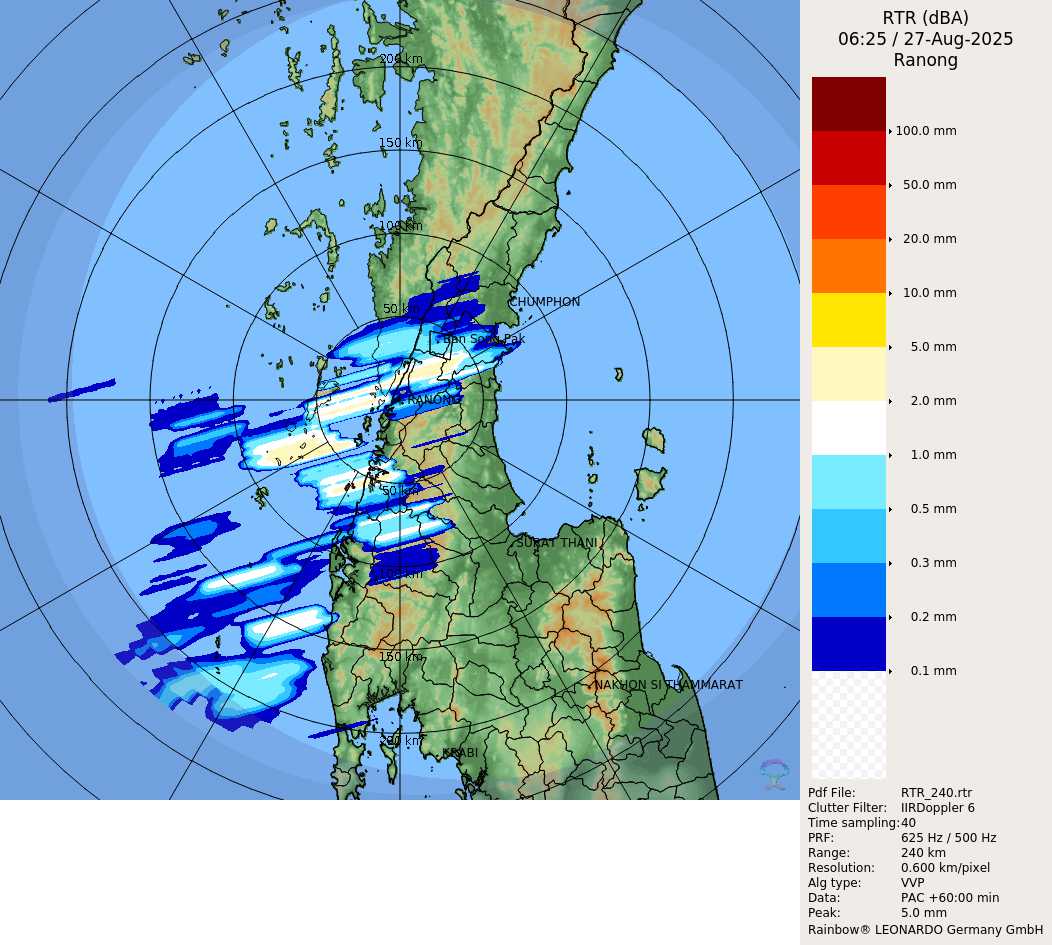 RTR (dBA)
06:25 / 27-Aug-2025
Ranong
200 km
150 km
100 km
50 km
CHUMPHON
Ban Song Pak
RANONG
50 km
SURAT THANI
100 km
150 km
NAKHON SI THAMMARAT
200 km
KRABI
100.0 mm
50.0 mm
20.0 mm
10.0 mm
5.0 mm
2.0 mm
1.0 mm
0.5 mm
0.3 mm
0.2 mm
0.1 mm
Pdf File: RTR_240.rtr
Clutter Filter: IIRDoppler 6
Time sampling:40
PRF: 625 Hz / 500 Hz
Range: 240 km
Resolution: 0.600 km/pixel
Alg type: VVP
Data: PAC +60:00 min
Peak: 5.0 mm
Rainbow® LEONARDO Germany GmbH